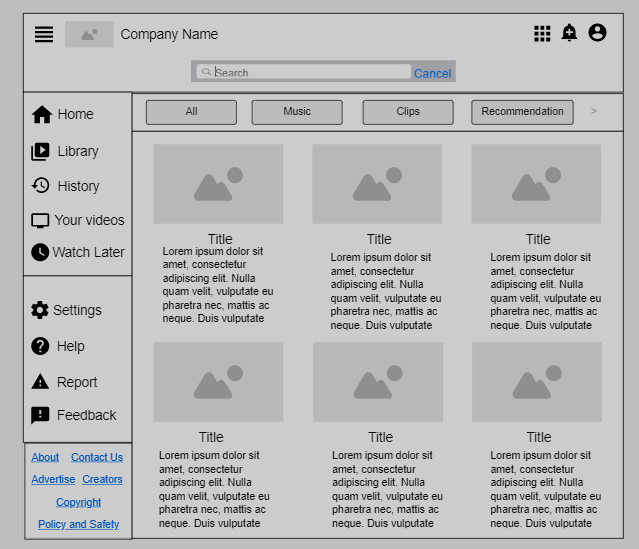 Company Name
Search
Cancel
Home
Library
History
Your videos
Watch Later
Settings
Help
Report
Feedback
About Contact Us
Advertise Creators
Copyright
Policy and Safety
All Music Clips Recommendation >
Title
Lorem ipsum dolor sit
amet, consectetur
adipiscing elit. Nulla
quam velit, vulputate eu
pharetra nec, mattis ac
neque. Duis vulputate
Title
Lorem ipsum dolor sit
amet, consectetur
adipiscing elit. Nulla
quam velit, vulputate eu
pharetra nec, mattis ac
neque. Duis vulputate
Title
Lorem ipsum dolor sit
amet, consectetur
adipiscing elit. Nulla
quam velit, vulputate eu
pharetra nec, mattis ac
neque. Duis vulputate
Title
Lorem ipsum dolor sit
amet, consectetur
adipiscing elit. Nulla
quam velit, vulputate eu
pharetra nec, mattis ac
neque. Duis vulputate
Title
Lorem ipsum dolor sit
amet, consectetur
adipiscing elit. Nulla
quam velit, vulputate eu
pharetra nec, mattis ac
neque. Duis vulputate
Title
Lorem ipsum dolor sit
amet, consectetur
adipiscing elit. Nulla
quam velit, vulputate eu
pharetra nec, mattis ac
neque. Duis vulputate